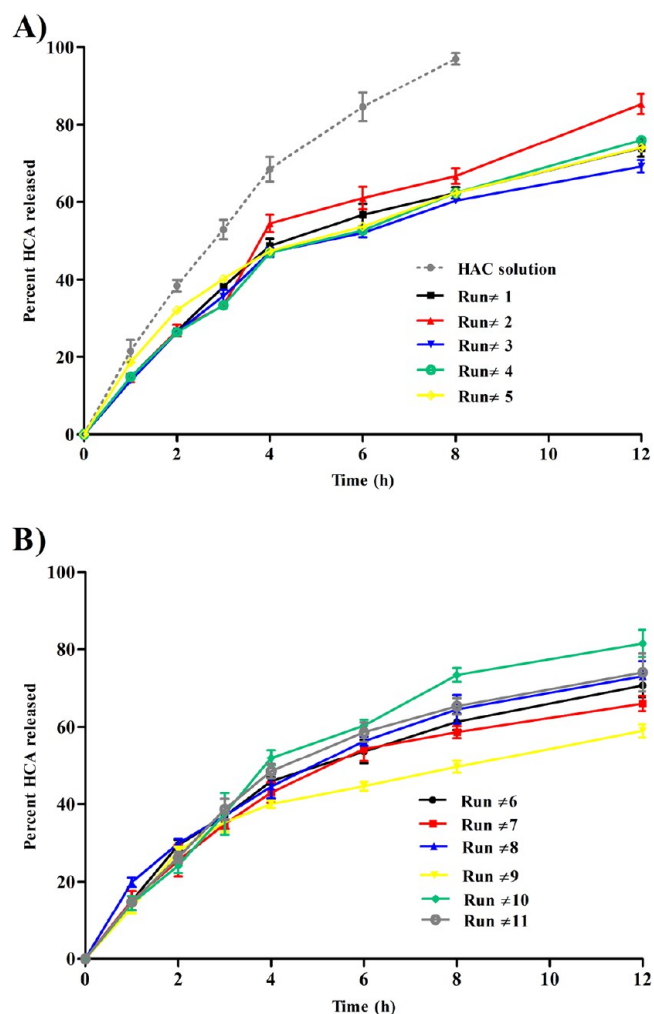 A)
100
80
60
40
20
0
Percent HCA released
HAC solution
Run≠ 1
Run≠ 2
Run≠ 3
Run≠ 4
Run≠ 5
0 2 4 6 8 10 12
Time (h)
B)
100
80
60
40
20
0
Percent HCA released
Run ≠6
Run ≠7
Run ≠8
Run ≠9
Run ≠10
Run ≠11
0 2 4 6 8 10 12
Time (h)